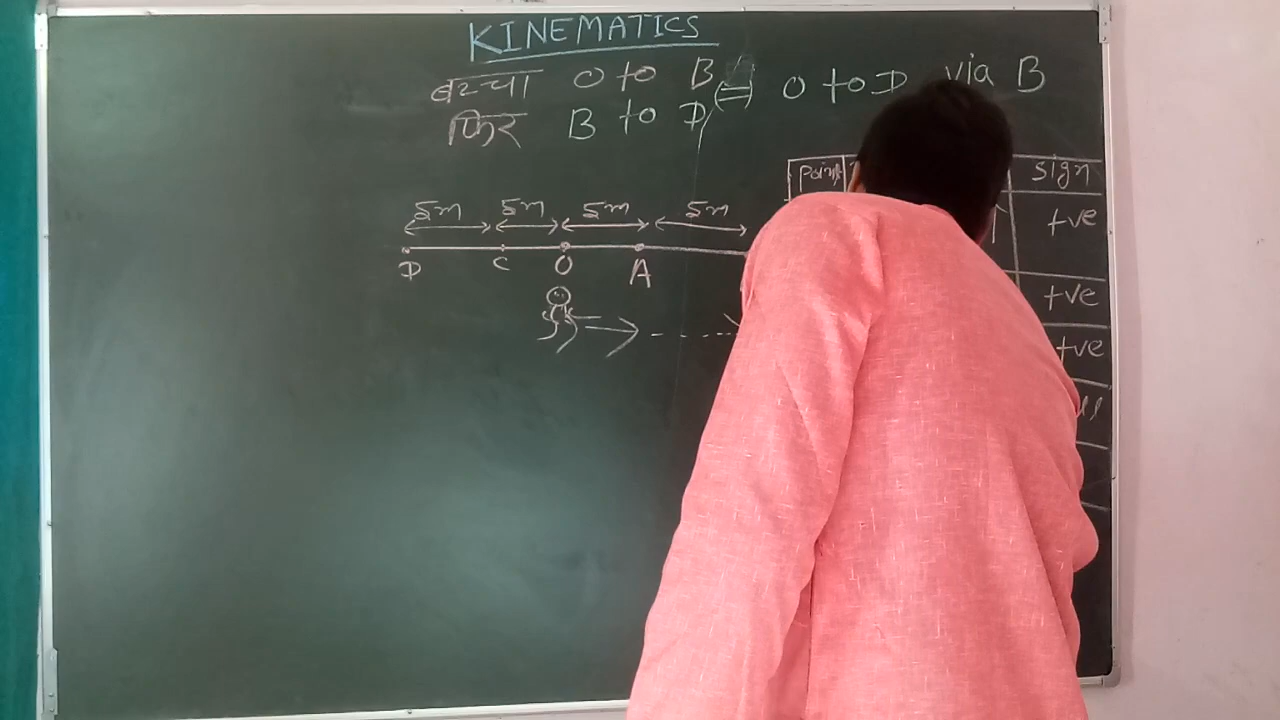 KINEMATICS
बच्चा O to B (=) O to D via B
फिर B to D
Point sign
5m 5m 5m 5m
+ve
D C O A
+ve
+ve